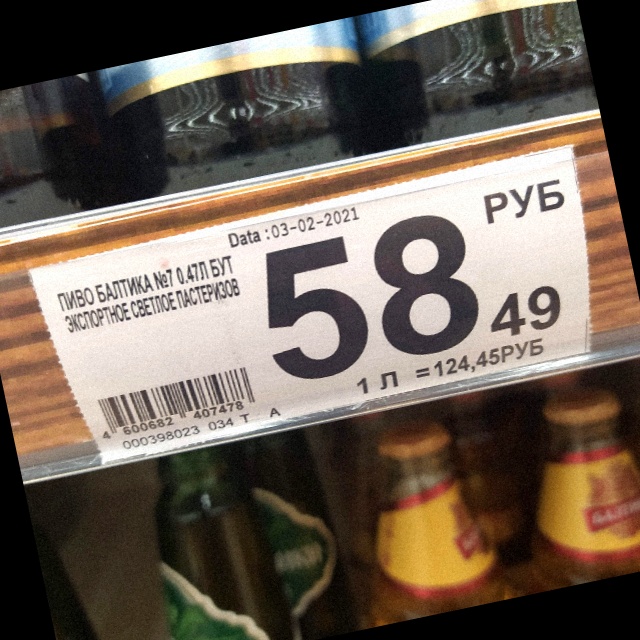 Data : 03-02-2021
РУБ
ПИВО БАЛТИКА №7 0,47Л БУТ
ЭКСПОРТНОЕ СВЕТЛОЕ ПАСТЕРИЗОВ
58
49
1 Л =124,45РУБ
4 600682 407478
000398023 034 Т А